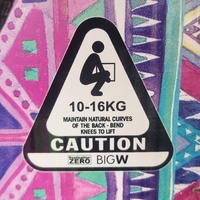 10-16KG
MAINTAIN NATURAL CURVES
OF THE BACK - BEND
KNEES TO LIFT
CAUTION
ZERO BIGW